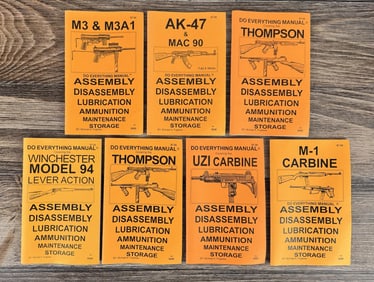 M3 & M3A1
DO EVERYTHING MANUAL
ASSEMBLY
DISASSEMBLY
LUBRICATION
AMMUNITION
MAINTENANCE
STORAGE
AK-47
&
MAC 90
DO EVERYTHING MANUAL
ASSEMBLY
DISASSEMBLY
LUBRICATION
AMMUNITION
MAINTENANCE
STORAGE
DO EVERYTHING MANUAL
THOMPSON
ASSEMBLY
DISASSEMBLY
LUBRICATION
AMMUNITION
MAINTENANCE
STORAGE
DO EVERYTHING MANUAL
WINCHESTER
MODEL 94
LEVER ACTION
ASSEMBLY
DISASSEMBLY
LUBRICATION
AMMUNITION
MAINTENANCE
STORAGE
DO EVERYTHING MANUAL
THOMPSON
ASSEMBLY
DISASSEMBLY
LUBRICATION
AMMUNITION
MAINTENANCE
STORAGE
DO EVERYTHING MANUAL
UZI CARBINE
ASSEMBLY
DISASSEMBLY
LUBRICATION
AMMUNITION
MAINTENANCE
STORAGE
M-1
CARBINE
DO EVERYTHING MANUAL
ASSEMBLY
DISASSEMBLY
LUBRICATION
AMMUNITION
MAINTENANCE
STORAGE